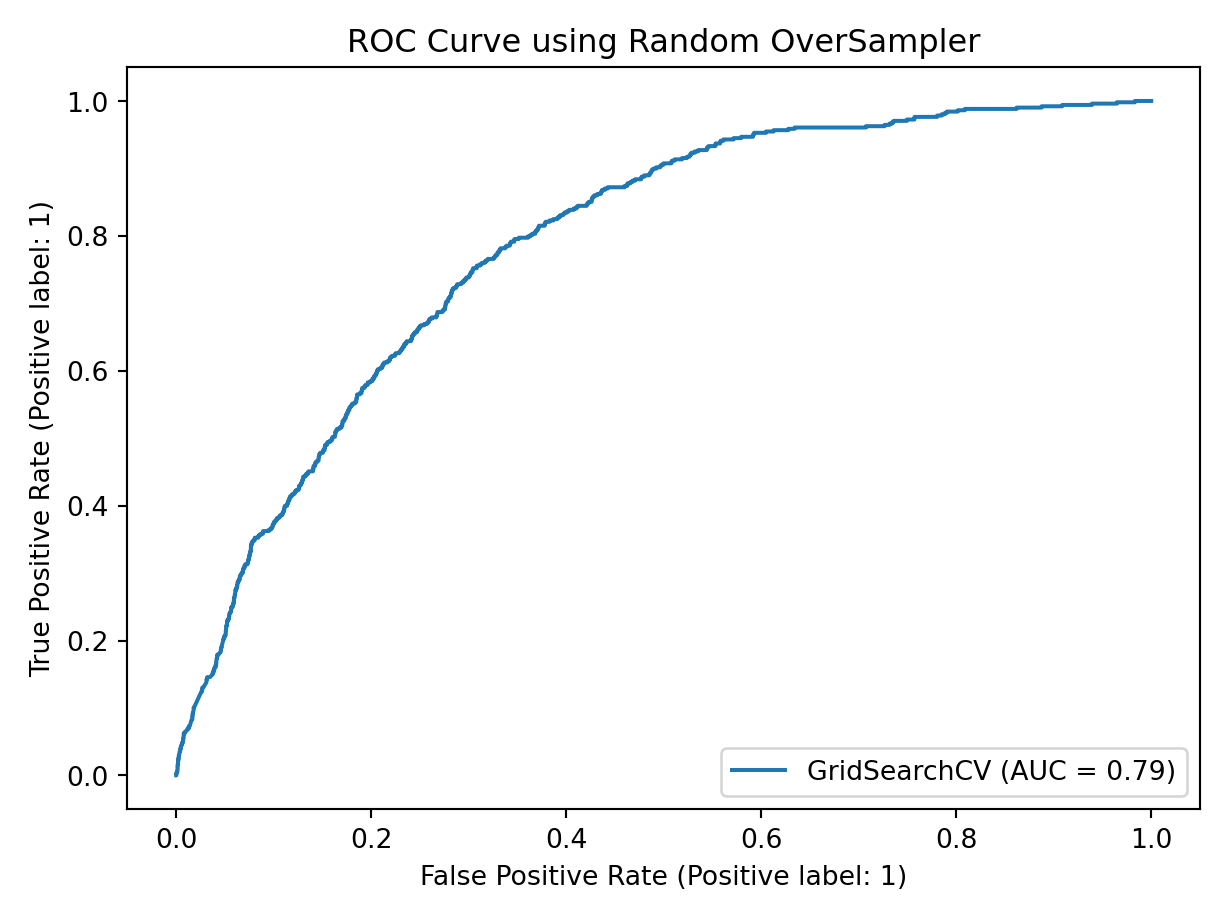 ROC Curve using Random OverSampler
True Positive Rate (Positive label: 1)
1.0
0.8
0.6
0.4
0.2
0.0
GridSearchCV (AUC = 0.79)
0.0 0.2 0.4 0.6 0.8 1.0
False Positive Rate (Positive label: 1)